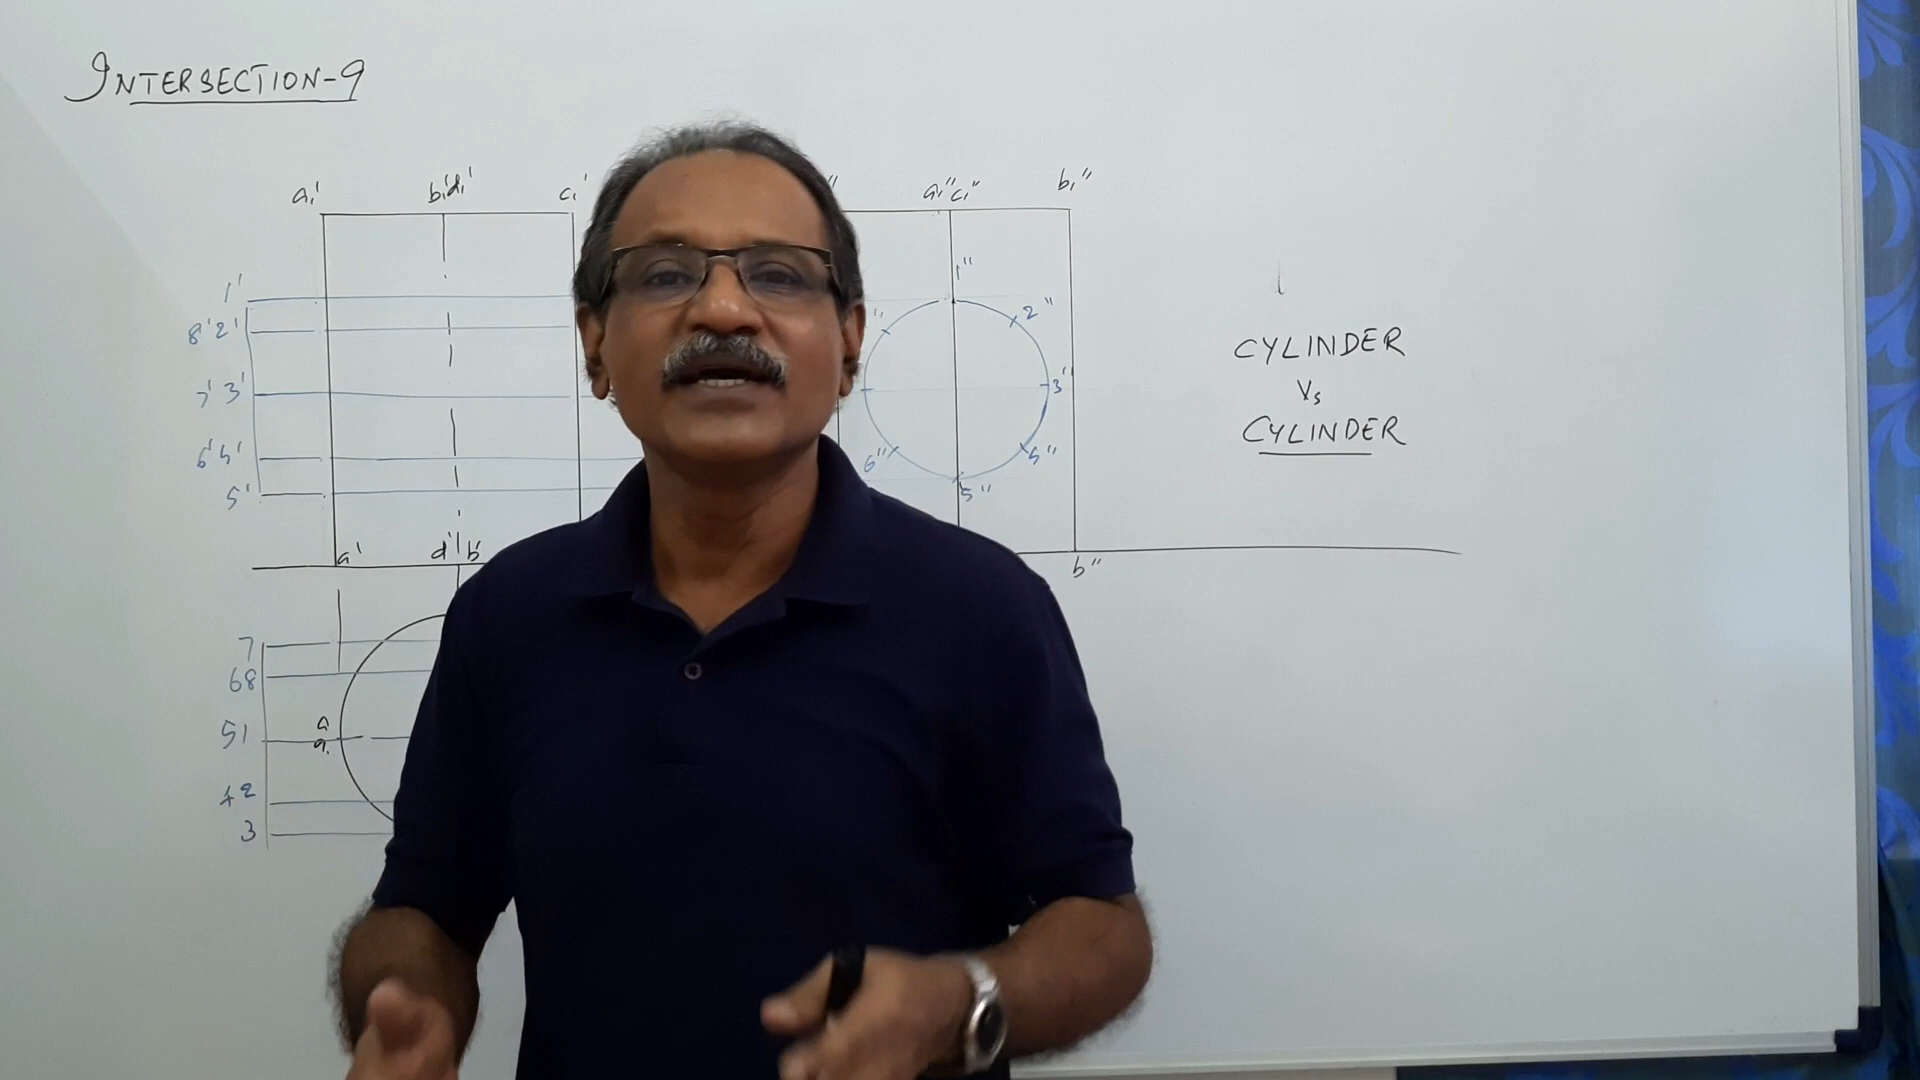 INTERSECTION-9
a₁' b₁'d₁' c₁' a₁"c₁" b₁"
1' 1"
8'2' 2"
7'3' 3"
6'4' 6" 4"
5' 5"
a' d' b' b"
7
68
51 a
a₁
42
3
CYLINDER
Vs
CYLINDER